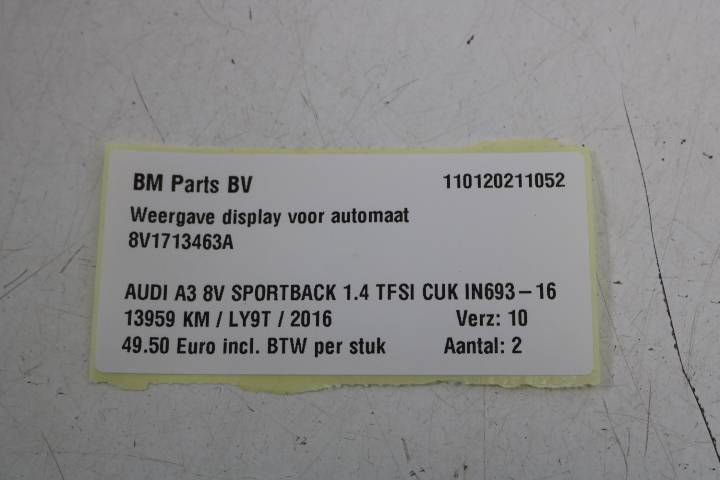 BM Parts BV 110120211052
Weergave display voor automaat
8V1713463A
AUDI A3 8V SPORTBACK 1.4 TFSI CUK IN693-16
13959 KM / LY9T / 2016 Verz: 10
49.50 Euro incl. BTW per stuk Aantal: 2